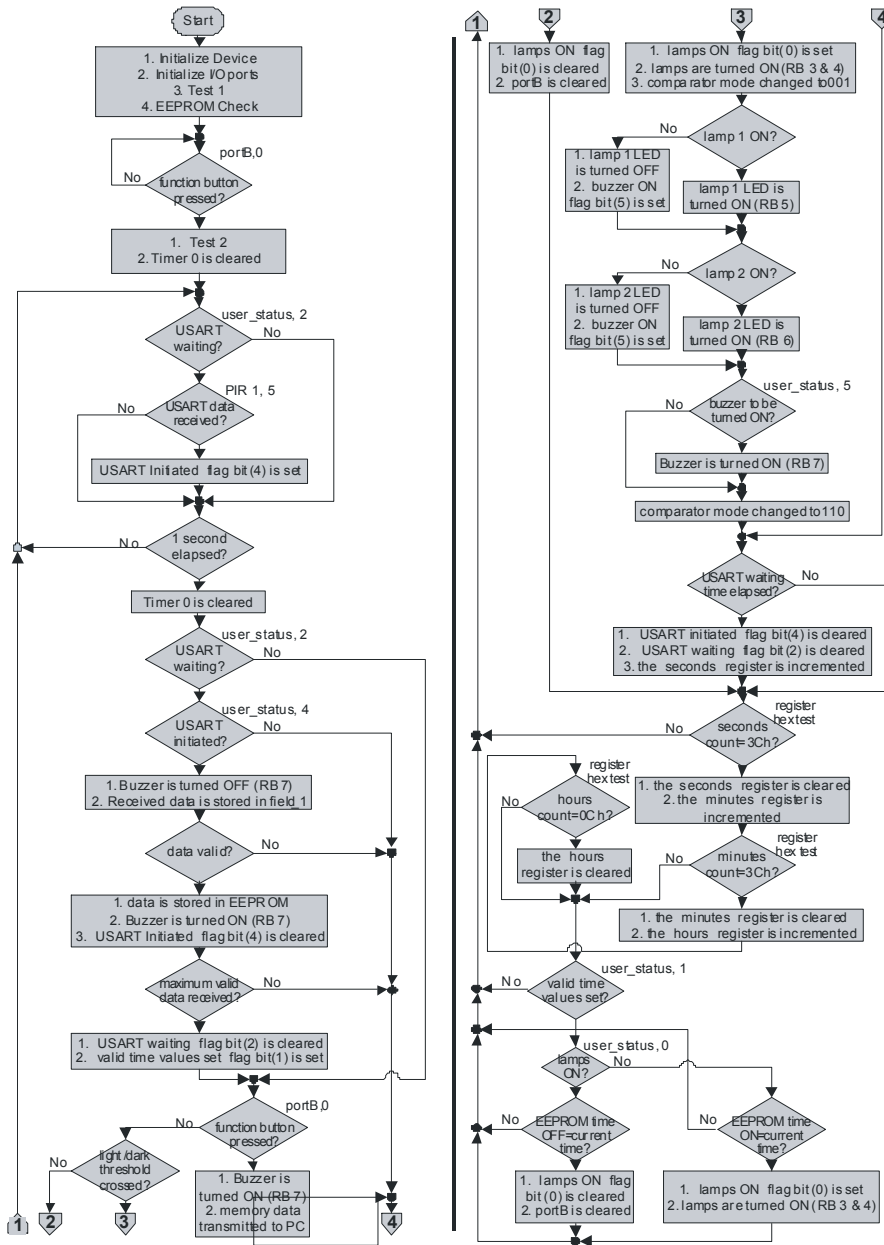 Start
1. Initialize Device
2. Initialize I/O ports
3. Test 1
4. EEPROM Check
portB,0
No
function button
pressed?
1. Test 2
2. Timer 0 is cleared
user_status, 2
USART
waiting?
No
PIR 1, 5
No
USART data
received?
USART Initiated flag bit(4) is set
No
1 second
elapsed?
Timer 0 is cleared
user_status, 2
USART
waiting?
No
user_status, 4
USART
initiated?
No
1. Buzzer is turned OFF (RB 7)
2. Received data is stored in field_1
data valid?
No
1. data is stored in EEPROM
2. Buzzer is turned ON (RB 7)
3. USART Initiated flag bit(4) is cleared
maximum valid
data received?
No
1. USART waiting flag bit(2) is cleared
2. valid time values set flag bit(1) is set
portB,0
No
function button
pressed?
No
light/dark
threshold
crossed?
1. Buzzer is
turned ON (RB 7)
2. memory data
transmitted to PC
1
2
3
4
1
2
3
4
1. lamps ON flag
bit(0) is cleared
2. portB is cleared
1. lamps ON flag bit(0) is set
2. lamps are turned ON (RB 3 & 4)
3. comparator mode changed to 001
No
lamp 1 ON?
1. lamp 1 LED
is turned OFF
2. buzzer ON
flag bit(5) is set
lamp 1 LED is
turned ON (RB 5)
No
lamp 2 ON?
1. lamp 2 LED
is turned OFF
2. buzzer ON
flag bit(5) is set
lamp 2 LED is
turned ON (RB 6)
user_status, 5
No
buzzer to be
turned ON?
Buzzer is turned ON (RB 7)
comparator mode changed to 110
USART waiting
time elapsed?
No
1. USART initiated flag bit(4) is cleared
2. USART waiting flag bit(2) is cleared
3. the seconds register is incremented
register
hex test
No
seconds
count=3Ch?
register
hex test
No
hours
count=0Ch?
1. the seconds register is cleared
2. the minutes register is
incremented
the hours
register is cleared
No
minutes
count=3Ch?
register
hex test
1. the minutes register is cleared
2. the hours register is incremented
user_status, 1
No
valid time
values set?
user_status, 0
lamps
ON?
No
No
EEPROM time
OFF=current
time?
No
EEPROM time
ON=current
time?
1. lamps ON flag
bit(0) is cleared
2. portB is cleared
1. lamps ON flag bit(0) is set
2. lamps are turned ON (RB 3 & 4)